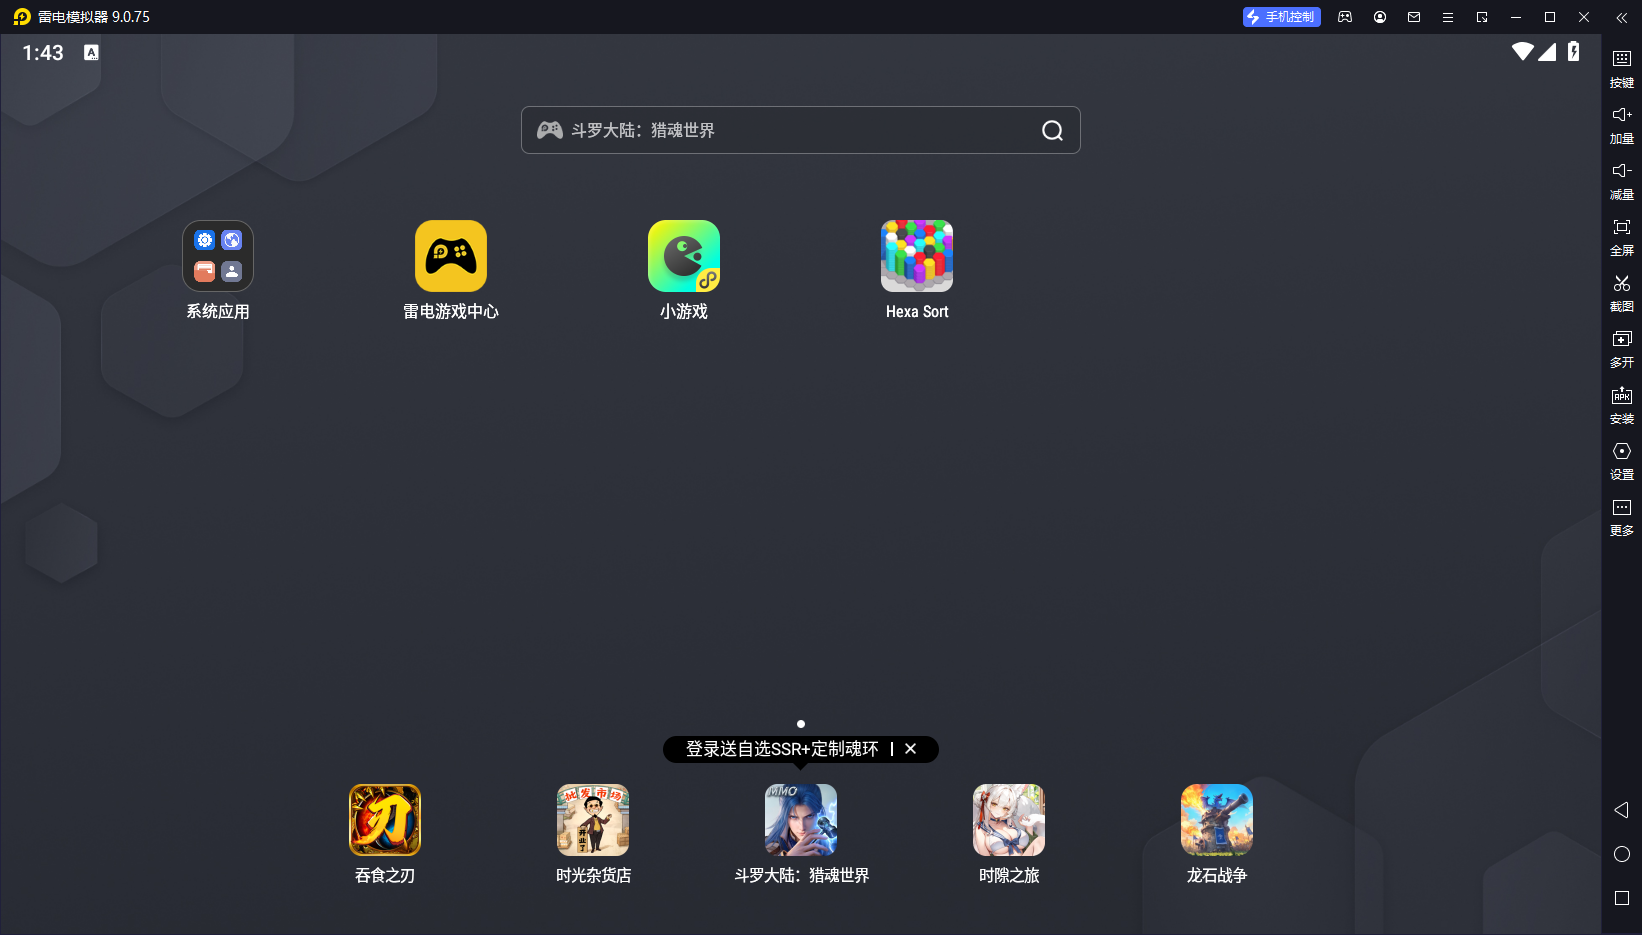 雷电模拟器 9.0.75
手机控制
1:43
A
斗罗大陆：猎魂世界
系统应用
雷电游戏中心
小游戏
Hexa Sort
登录送自选SSR+定制魂环
批发市场
开业了
MMO
刃
吞食之刃
时光杂货店
斗罗大陆：猎魂世界
时隙之旅
龙石战争
按键
加量
减量
全屏
截图
多开
APK
安装
设置
更多